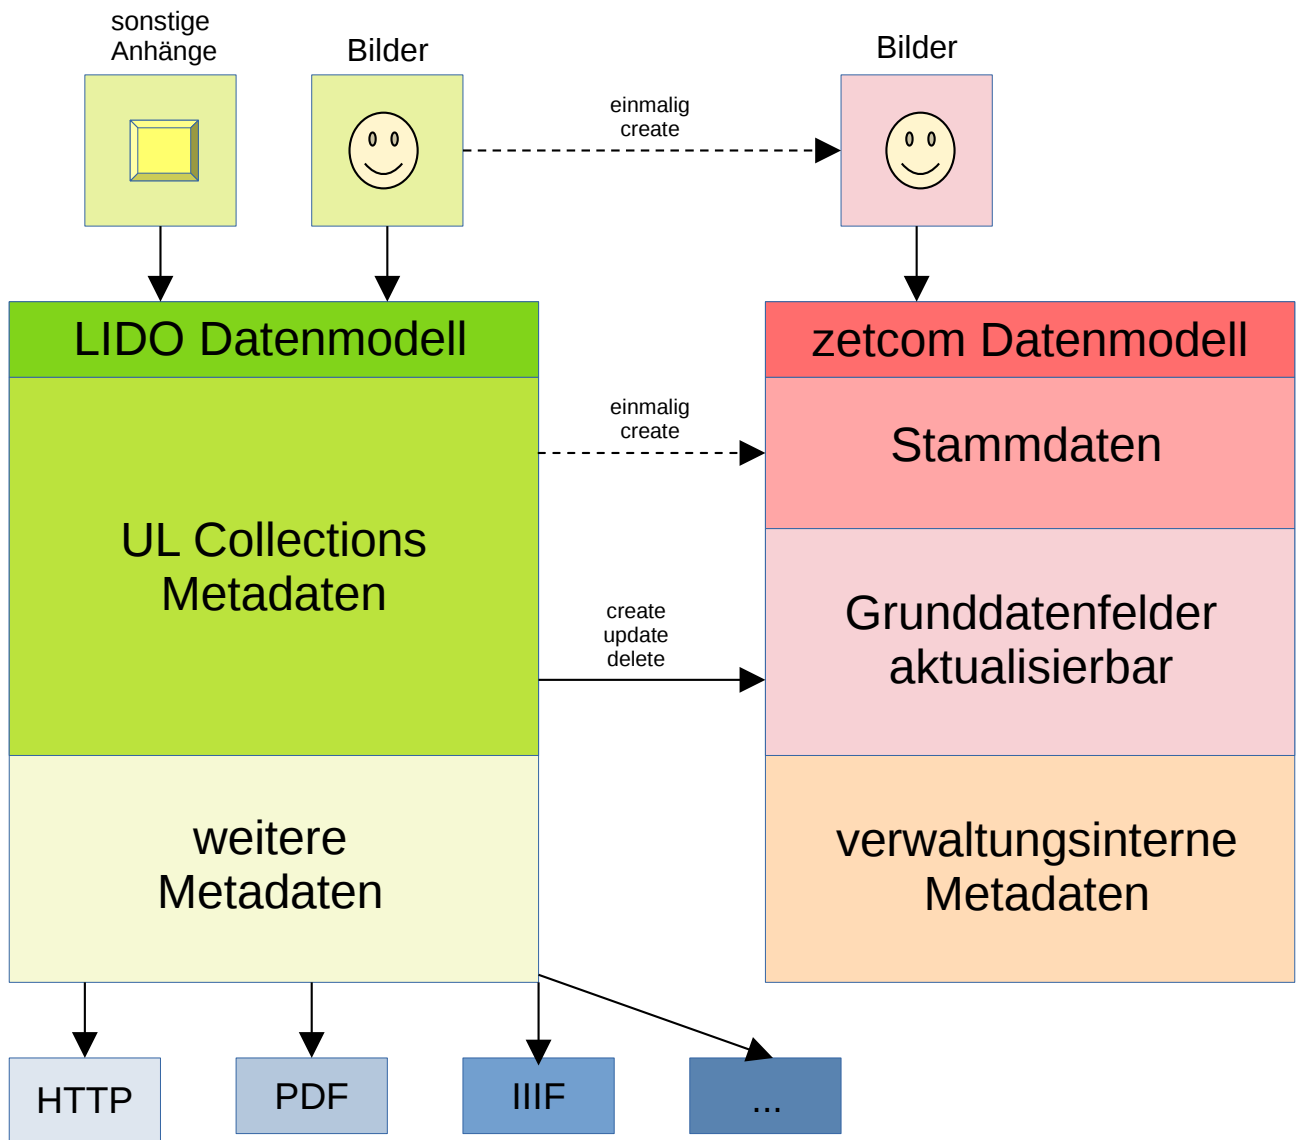 sonstige
Anhänge
Bilder
Bilder
einmalig
create
LIDO Datenmodell
zetcom Datenmodell
einmalig
create
Stammdaten
UL Collections
Metadaten
create
update
delete
Grunddatenfelder
aktualisierbar
weitere
Metadaten
verwaltungsinterne
Metadaten
HTTP
PDF
IIIF
...